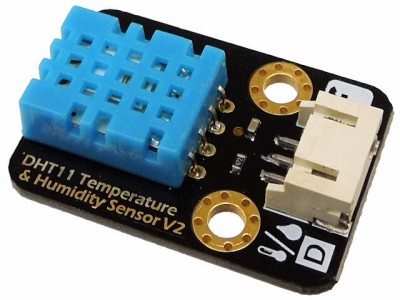 DHT11 Temperature
& Humidity Sensor V2
D